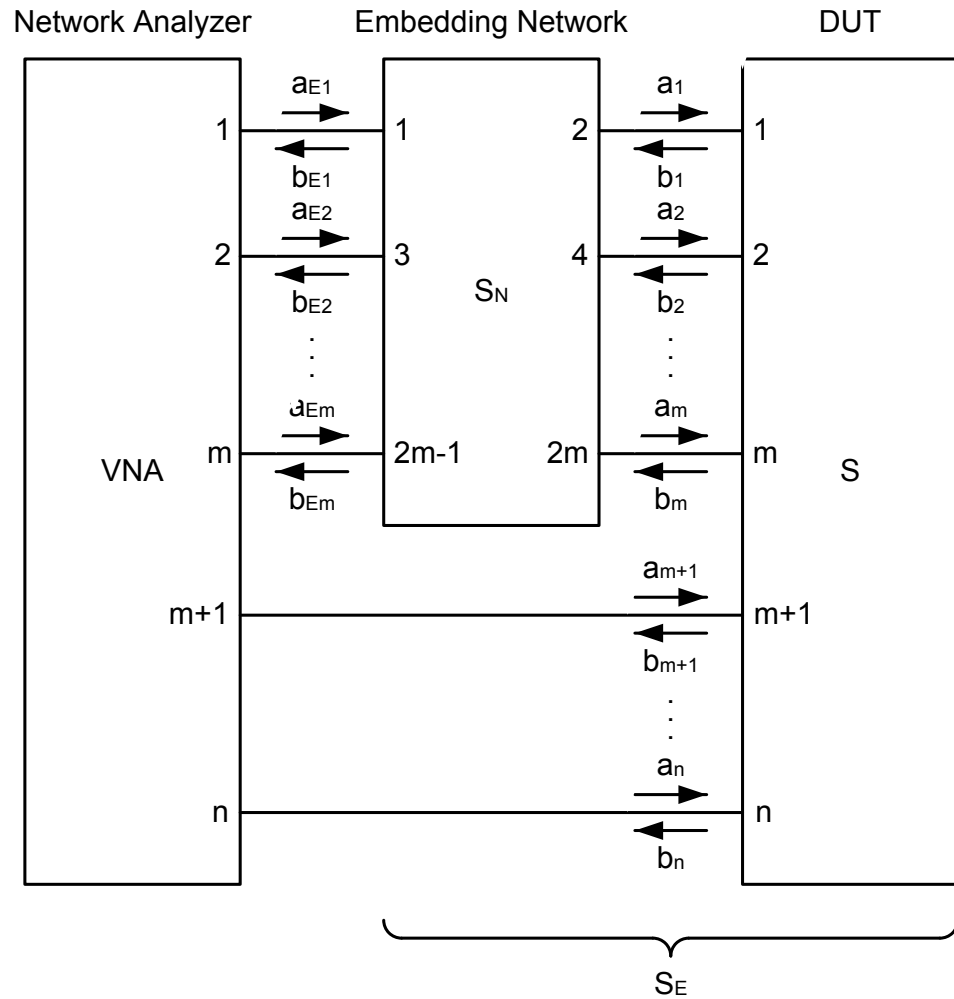 Network Analyzer
Embedding Network
DUT
aE1
a1
1
1
2
1
bE1
b1
aE2
a2
2
3
4
2
SN
bE2
b2
aEm
am
m
2m-1
2m
m
VNA
S
bEm
bm
am+1
m+1
m+1
bm+1
an
n
n
bn
SE